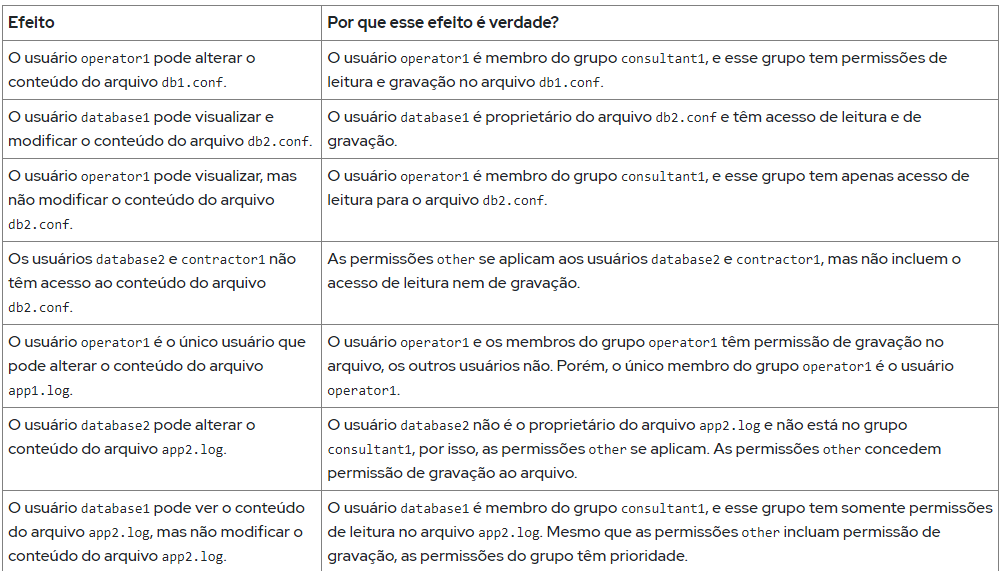 Efeito
Por que esse efeito é verdade?
O usuário operator1 pode alterar o
conteúdo do arquivo db1.conf.
O usuário operator1 é membro do grupo consultant1, e esse grupo tem permissões de
leitura e gravação no arquivo db1.conf.
O usuário database1 pode visualizar e
modificar o conteúdo do arquivo db2.conf.
O usuário database1 é proprietário do arquivo db2.conf e têm acesso de leitura e de
gravação.
O usuário operator1 pode visualizar, mas
não modificar o conteúdo do arquivo
db2.conf.
O usuário operator1 é membro do grupo consultant1, e esse grupo tem apenas acesso de
leitura para o arquivo db2.conf.
Os usuários database2 e contractor1 não
têm acesso ao conteúdo do arquivo
db2.conf.
As permissões other se aplicam aos usuários database2 e contractor1, mas não incluem o
acesso de leitura nem de gravação.
O usuário operator1 é o único usuário que
pode alterar o conteúdo do arquivo
app1.log.
O usuário operator1 e os membros do grupo operator1 têm permissão de gravação no
arquivo, os outros usuários não. Porém, o único membro do grupo operator1 é o usuário
operator1.
O usuário database2 pode alterar o
conteúdo do arquivo app2.log.
O usuário database2 não é o proprietário do arquivo app2.log e não está no grupo
consultant1, por isso, as permissões other se aplicam. As permissões other concedem
permissão de gravação ao arquivo.
O usuário database1 pode ver o conteúdo
do arquivo app2.log, mas não modificar o
conteúdo do arquivo app2.log.
O usuário database1 é membro do grupo consultant1, e esse grupo tem somente permissões
de leitura no arquivo app2.log. Mesmo que as permissões other incluam permissão de
gravação, as permissões do grupo têm prioridade.